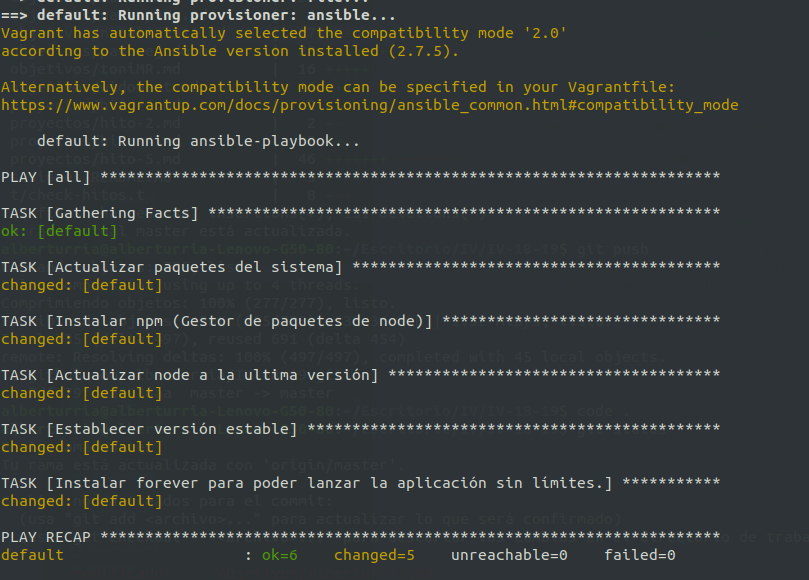 ==> default: Running provisioner: ansible...
Vagrant has automatically selected the compatibility mode '2.0'
according to the Ansible version installed (2.7.5).
Alternatively, the compatibility mode can be specified in your Vagrantfile:
https://www.vagrantup.com/docs/provisioning/ansible_common.html#compatibility_mode
default: Running ansible-playbook...
PLAY [all] *********************************************************************
TASK [Gathering Facts] *********************************************************
ok: [default]
TASK [Actualizar paquetes del sistema] *****************************************
changed: [default]
TASK [Instalar npm (Gestor de paquetes de node)] *******************************
changed: [default]
TASK [Actualizar node a la ultima versión] *************************************
changed: [default]
TASK [Establecer versión estable] **********************************************
changed: [default]
TASK [Instalar forever para poder lanzar la aplicación sin límites.] ***********
changed: [default]
PLAY RECAP *********************************************************************
default : ok=6 changed=5 unreachable=0 failed=0